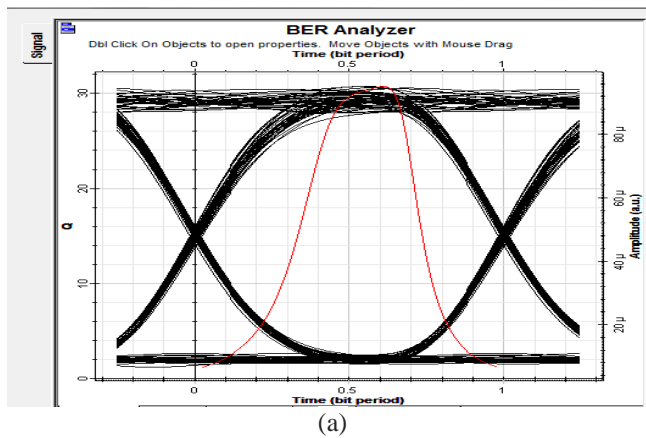 BER Analyzer
Signal
Dbl Click On Objects to open properties. Move Objects with Mouse Drag
Time (bit period)
0 0.5 1
30
20
10
0
Q
80 µ
60 µ
40 µ
20 µ
Amplitude (a.u.)
0 0.5 1
Time (bit period)
(a)